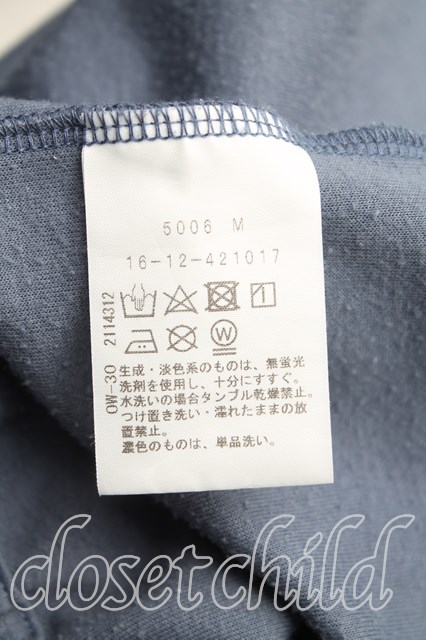 5006 M
16-12-421017
OW-30 2114312
W
生成・淡色系のものは、無蛍光
洗剤を使用し、十分にすすぐ。
水洗いの場合タンブル乾燥禁止。
つけ置き洗い・濡れたままの放
置禁止。
濃色のものは、単品洗い。
closet child